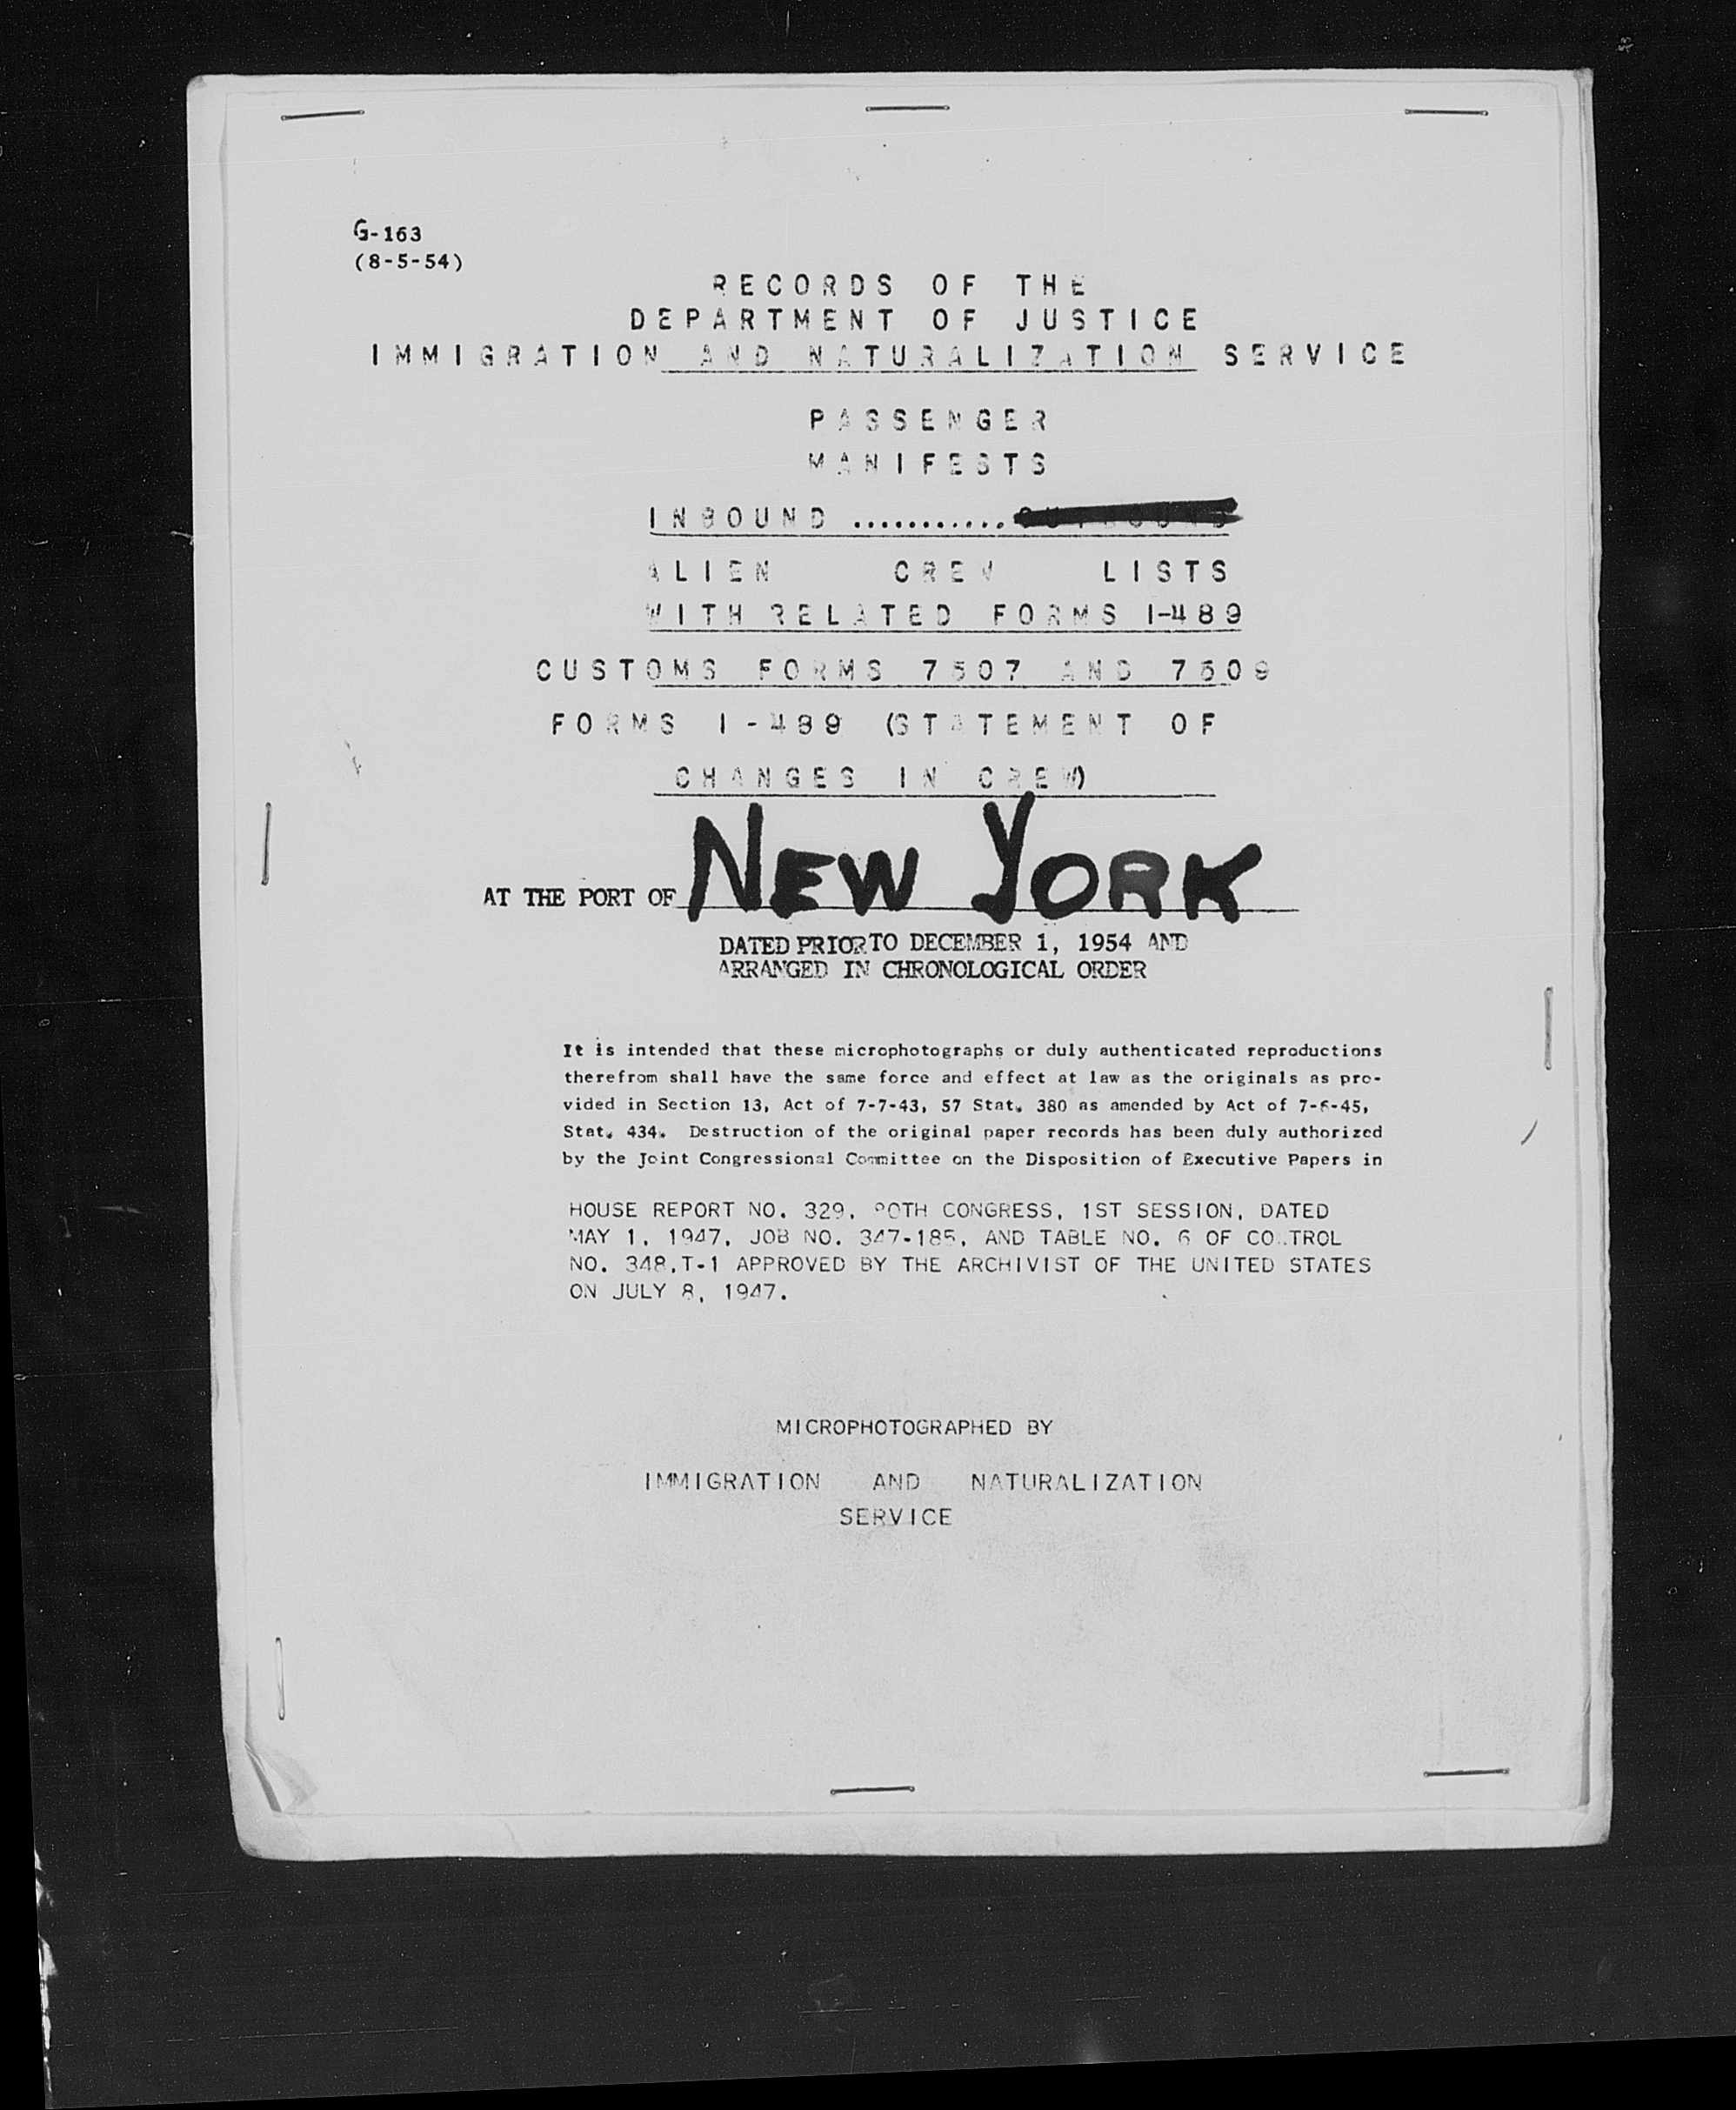 G-163
(8-5-54)
RECORDS OF THE
DEPARTMENT OF JUSTICE
IMMIGRATION AND NATURALIZATION SERVICE
PASSENGER
MANIFESTS
INBOUND ...........OUTBOUND
ALIEN CREW LISTS
WITH RELATED FORMS I-489
CUSTOMS FORMS 7507 AND 7509
FORMS I-489 (STATEMENT OF
CHANGES IN CREW)
AT THE PORT OF NEW YORK
DATED PRIOR TO DECEMBER 1, 1954 AND
ARRANGED IN CHRONOLOGICAL ORDER
It is intended that these microphotographs or duly authenticated reproductions
therefrom shall have the same force and effect at law as the originals as pro-
vided in Section 13, Act of 7-7-43, 57 Stat. 380 as amended by Act of 7-6-45,
Stat. 434. Destruction of the original paper records has been duly authorized
by the Joint Congressional Committee on the Disposition of Executive Papers in
HOUSE REPORT NO. 329, 80TH CONGRESS, 1ST SESSION, DATED
MAY 1, 1947, JOB NO. 347-185, AND TABLE NO. 6 OF CONTROL
NO. 348,T-1 APPROVED BY THE ARCHIVIST OF THE UNITED STATES
ON JULY 8, 1947.
MICROPHOTOGRAPHED BY
IMMIGRATION AND NATURALIZATION
SERVICE